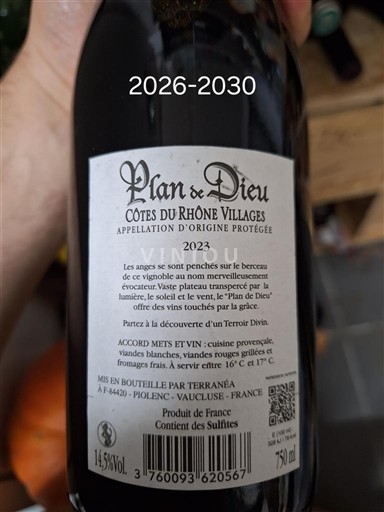 2026-2030
Plan de Dieu
CÔTES DU RHÔNE VILLAGES
APPELLATION D'ORIGINE PROTÉGÉE
2023
VINIOU
Les anges se sont penchés sur le berceau
de ce vignoble au nom merveilleusement
évocateur. Vaste plateau transpercé par la
lumière, le soleil et le vent, le "Plan de Dieu"
offre des vins touchés par la grâce.
Partez à la découverte d'un Terroir Divin.
ACCORD METS ET VIN : cuisine provençale,
viandes blanches, viandes rouges grillées et
fromages frais. À servir entre 16° C et 17° C.
MIS EN BOUTEILLE PAR TERRANÉA
À F-84420 - PIOLENC - VAUCLUSE - FRANCE
Produit de France
Contient des Sulfites
14,5%Vol.
750 ml
3 760093 620567